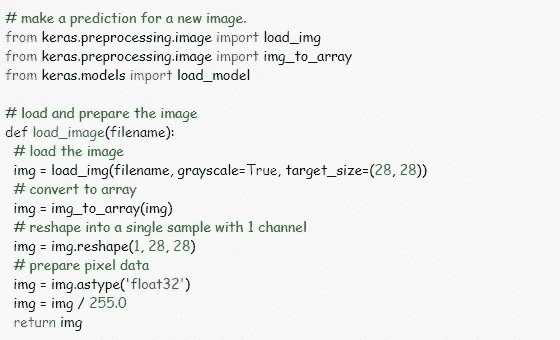 # make a prediction for a new image.
from keras.preprocessing.image import load_img
from keras.preprocessing.image import img_to_array
from keras.models import load_model

# load and prepare the image
def load_image(filename):
  # load the image
  img = load_img(filename, grayscale=True, target_size=(28, 28))
  # convert to array
  img = img_to_array(img)
  # reshape into a single sample with 1 channel
  img = img.reshape(1, 28, 28)
  # prepare pixel data
  img = img.astype('float32')
  img = img / 255.0
  return img